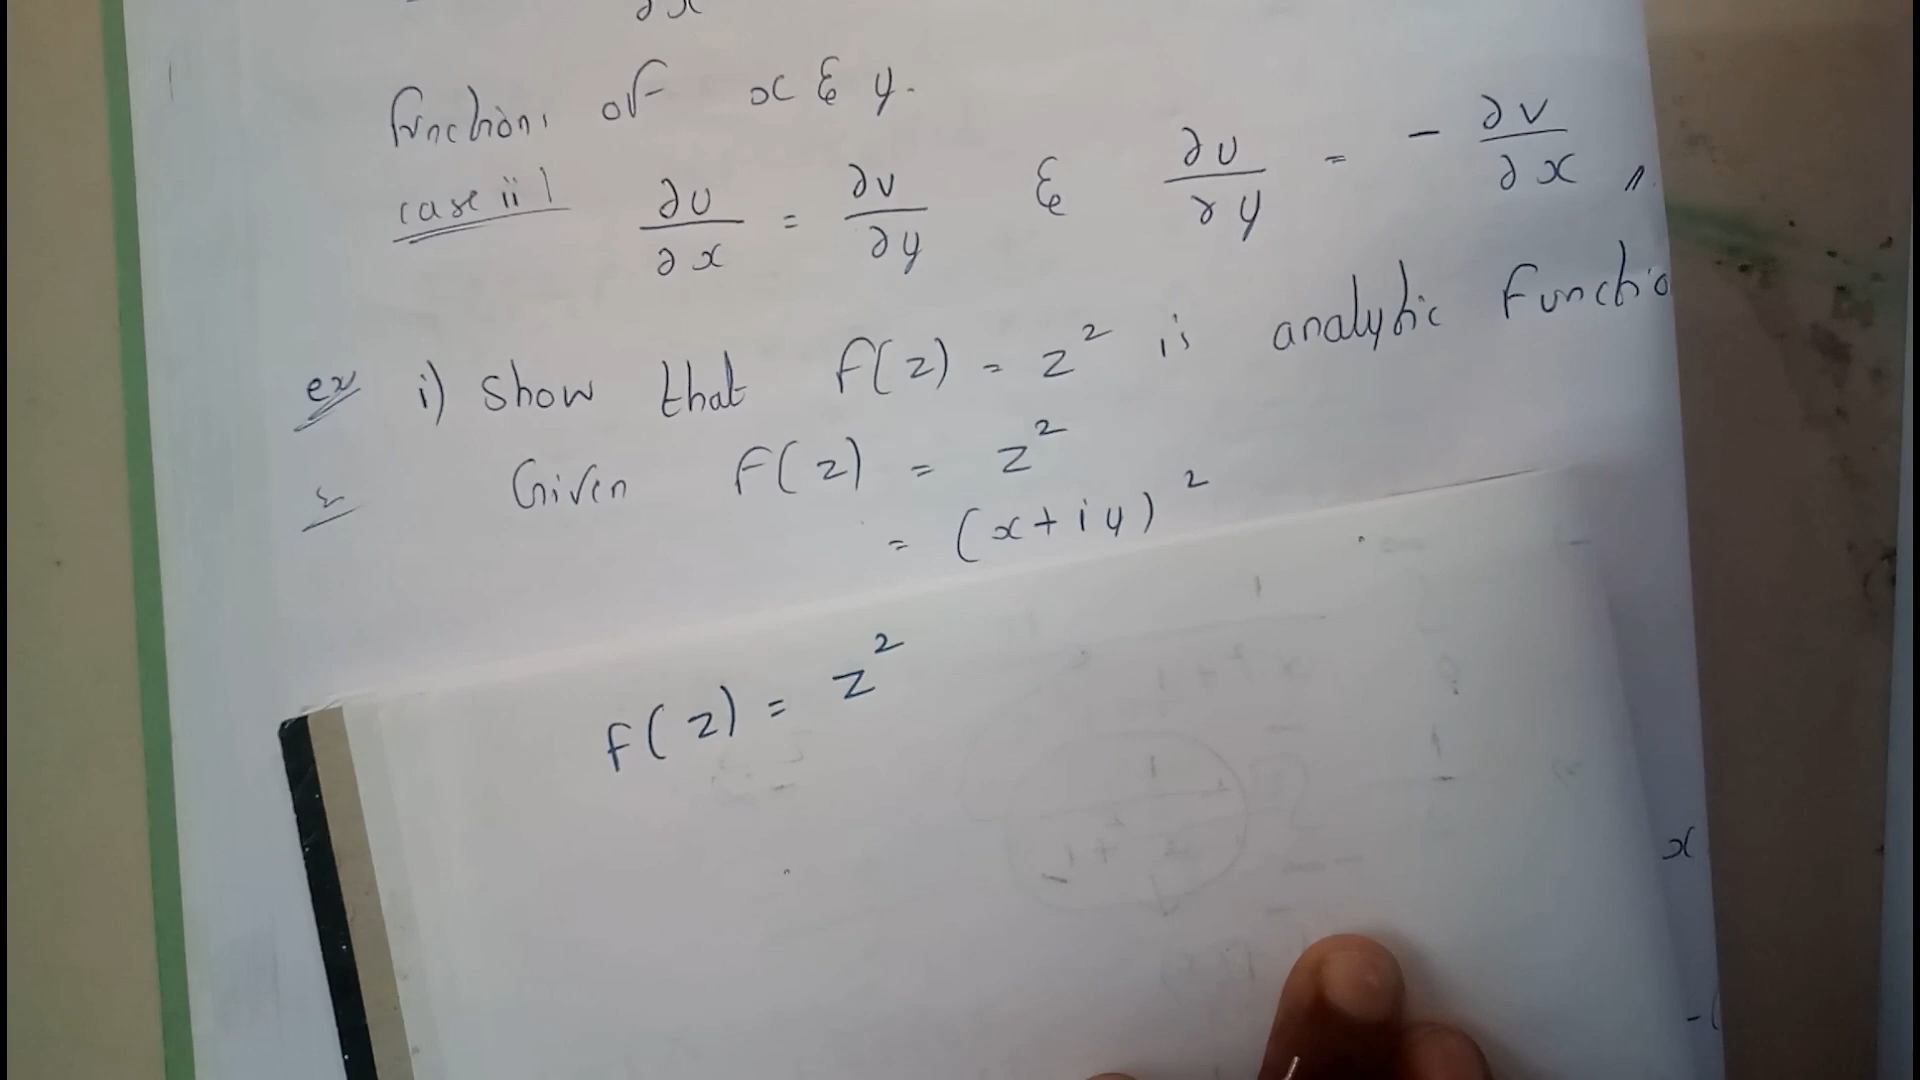 ∂x
functions of x & y.
case ii) ∂u/∂x = ∂v/∂y & ∂u/∂y = - ∂v/∂x //.
ex i) Show that f(z) = z² is analytic functio
Given f(z) = z²
= (x+iy)²
f(z) = z²
x
-(